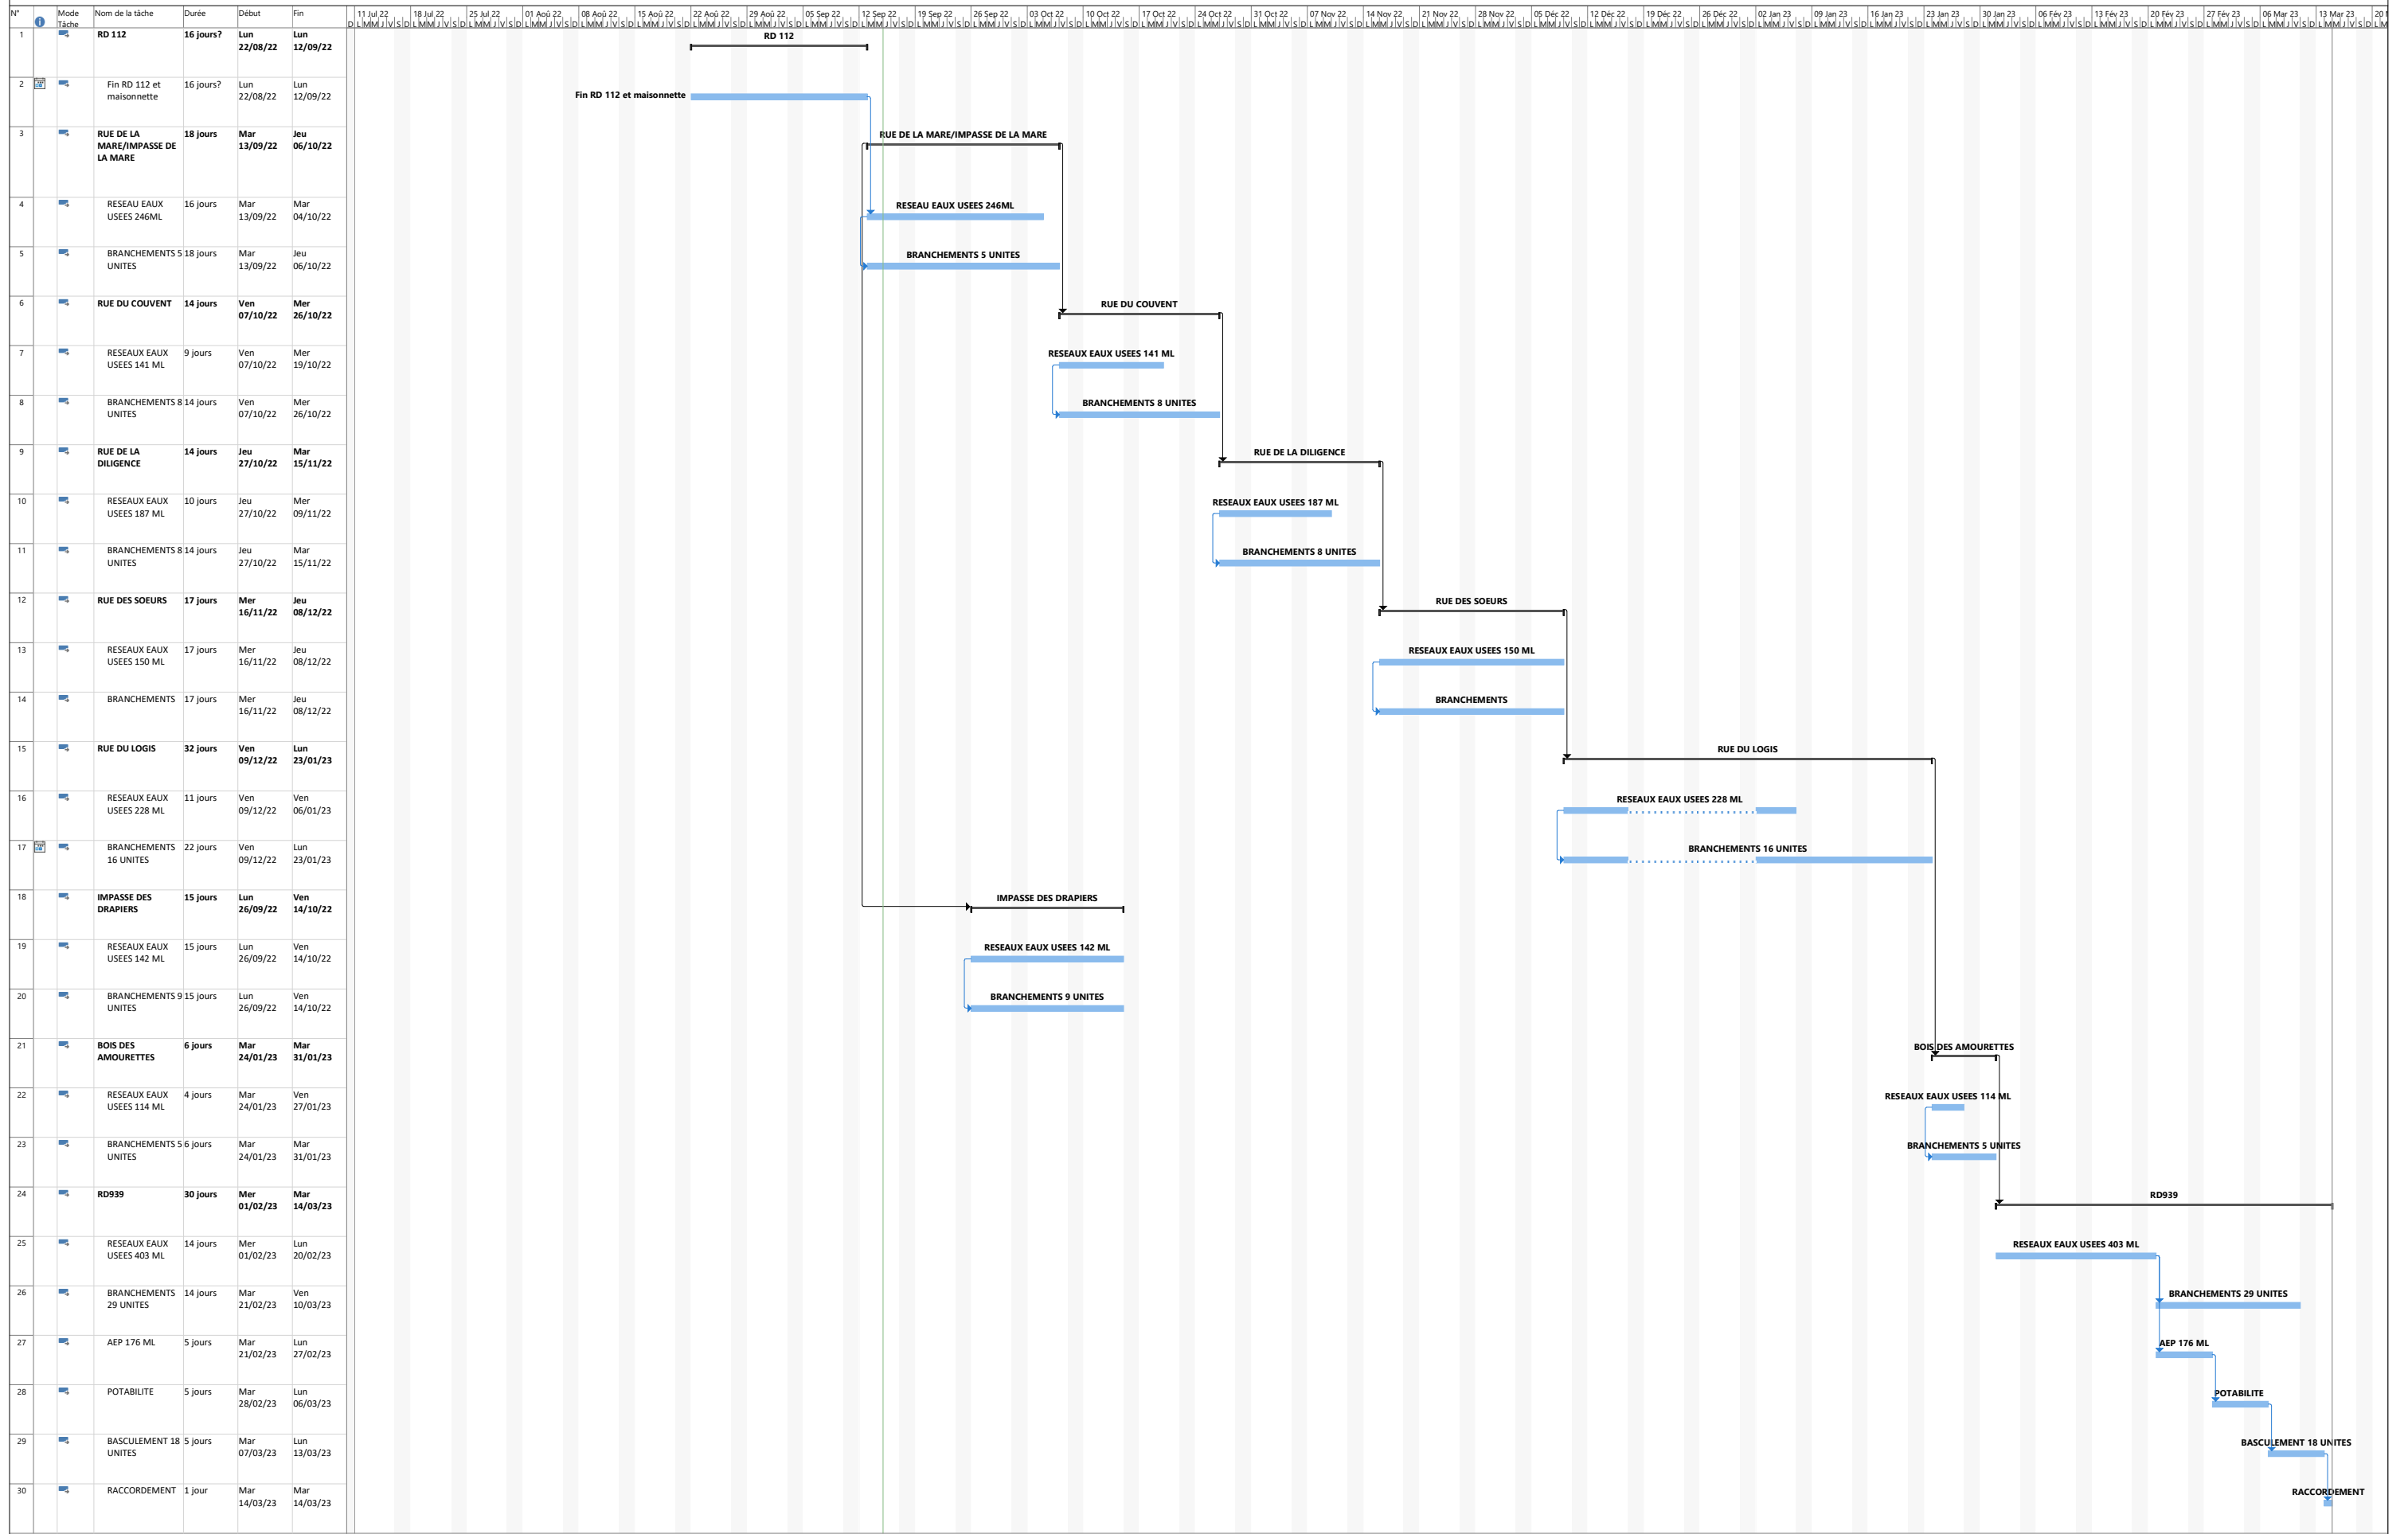 N° Mode Tâche Nom de la tâche Durée Début Fin
11 Jul 22 18 Jul 22 25 Jul 22 01 Aoû 22 08 Aoû 22 15 Aoû 22 22 Aoû 22 29 Aoû 22 05 Sep 22 12 Sep 22 19 Sep 22 26 Sep 22 03 Oct 22 10 Oct 22 17 Oct 22 24 Oct 22 31 Oct 22 07 Nov 22 14 Nov 22 21 Nov 22 28 Nov 22 05 Déc 22 12 Déc 22 19 Déc 22 26 Déc 22 02 Jan 23 09 Jan 23 16 Jan 23 23 Jan 23 30 Jan 23 06 Fév 23 13 Fév 23 20 Fév 23 27 Fév 23 06 Mar 23 13 Mar 23
1 RD 112 16 jours? Lun 22/08/22 Lun 12/09/22
RD 112
2 Fin RD 112 et maisonnette 16 jours? Lun 22/08/22 Lun 12/09/22
Fin RD 112 et maisonnette
3 RUE DE LA MARE/IMPASSE DE LA MARE 18 jours Mar 13/09/22 Jeu 06/10/22
RUE DE LA MARE/IMPASSE DE LA MARE
4 RESEAU EAUX USEES 246ML 16 jours Mar 13/09/22 Mar 04/10/22
RESEAU EAUX USEES 246ML
5 BRANCHEMENTS 5 UNITES 18 jours Mar 13/09/22 Jeu 06/10/22
BRANCHEMENTS 5 UNITES
6 RUE DU COUVENT 14 jours Ven 07/10/22 Mer 26/10/22
RUE DU COUVENT
7 RESEAUX EAUX USEES 141 ML 9 jours Ven 07/10/22 Mer 19/10/22
RESEAUX EAUX USEES 141 ML
8 BRANCHEMENTS 8 UNITES 14 jours Ven 07/10/22 Mer 26/10/22
BRANCHEMENTS 8 UNITES
9 RUE DE LA DILIGENCE 14 jours Jeu 27/10/22 Mar 15/11/22
RUE DE LA DILIGENCE
10 RESEAUX EAUX USEES 187 ML 10 jours Jeu 27/10/22 Mer 09/11/22
RESEAUX EAUX USEES 187 ML
11 BRANCHEMENTS 8 UNITES 14 jours Jeu 27/10/22 Mar 15/11/22
BRANCHEMENTS 8 UNITES
12 RUE DES SOEURS 17 jours Mer 16/11/22 Jeu 08/12/22
RUE DES SOEURS
13 RESEAUX EAUX USEES 150 ML 17 jours Mer 16/11/22 Jeu 08/12/22
RESEAUX EAUX USEES 150 ML
14 BRANCHEMENTS 17 jours Mer 16/11/22 Jeu 08/12/22
BRANCHEMENTS
15 RUE DU LOGIS 32 jours Ven 09/12/22 Lun 23/01/23
RUE DU LOGIS
16 RESEAUX EAUX USEES 228 ML 11 jours Ven 09/12/22 Ven 06/01/23
RESEAUX EAUX USEES 228 ML
17 BRANCHEMENTS 16 UNITES 22 jours Ven 09/12/22 Lun 23/01/23
BRANCHEMENTS 16 UNITES
18 IMPASSE DES DRAPIERS 15 jours Lun 26/09/22 Ven 14/10/22
IMPASSE DES DRAPIERS
19 RESEAUX EAUX USEES 142 ML 15 jours Lun 26/09/22 Ven 14/10/22
RESEAUX EAUX USEES 142 ML
20 BRANCHEMENTS 9 UNITES 15 jours Lun 26/09/22 Ven 14/10/22
BRANCHEMENTS 9 UNITES
21 BOIS DES AMOURETTES 6 jours Mar 24/01/23 Mar 31/01/23
BOIS DES AMOURETTES
22 RESEAUX EAUX USEES 114 ML 4 jours Mar 24/01/23 Ven 27/01/23
RESEAUX EAUX USEES 114 ML
23 BRANCHEMENTS 5 UNITES 6 jours Mar 24/01/23 Mar 31/01/23
BRANCHEMENTS 5 UNITES
24 RD939 30 jours Mer 01/02/23 Mar 14/03/23
RD939
25 RESEAUX EAUX USEES 403 ML 14 jours Mer 01/02/23 Lun 20/02/23
RESEAUX EAUX USEES 403 ML
26 BRANCHEMENTS 29 UNITES 14 jours Mar 21/02/23 Ven 10/03/23
BRANCHEMENTS 29 UNITES
27 AEP 176 ML 5 jours Mar 21/02/23 Lun 27/02/23
AEP 176 ML
28 POTABILITE 5 jours Mar 28/02/23 Lun 06/03/23
POTABILITE
29 BASCULEMENT 18 UNITES 5 jours Mar 07/03/23 Lun 13/03/23
BASCULEMENT 18 UNITES
30 RACCORDEMENT 1 jour Mar 14/03/23 Mar 14/03/23
RACCORDEMENT